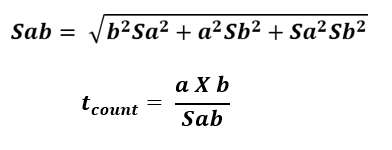 Sab = √b²Sa² + a²Sb² + Sa²Sb²
t_count = a X b / Sab